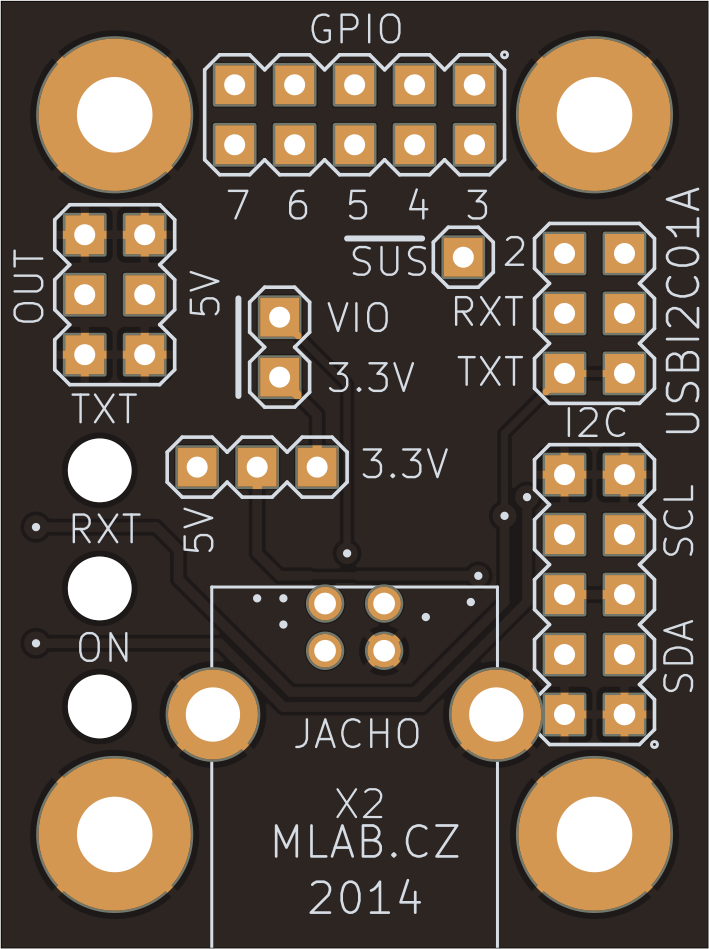 GPIO
7 6 5 4 3
OUT
5V
SUS
2
USBI2C01A
VIO
RXT
3.3V
TXT
TXT
I2C
3.3V
5V
SCL
RXT
ON
SDA
JACHO
X2
MLAB.CZ
2014